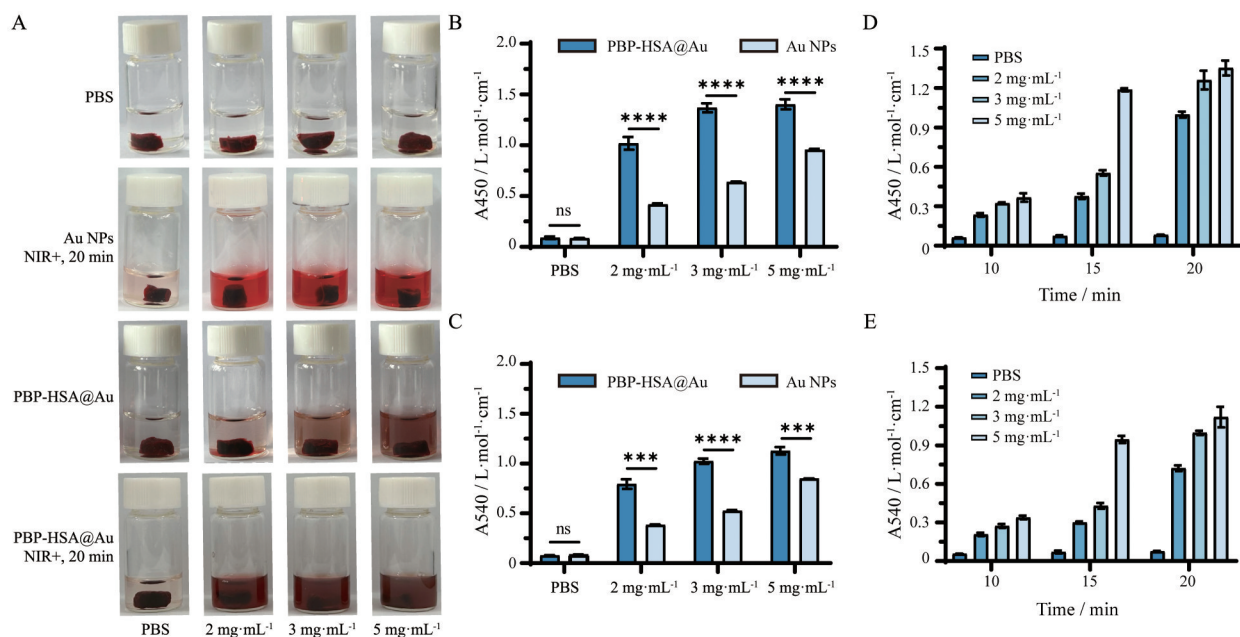 A
PBS
Au NPs
NIR+, 20 min
PBP-HSA@Au
PBP-HSA@Au
NIR+, 20 min
PBS 2 mg·mL⁻¹ 3 mg·mL⁻¹ 5 mg·mL⁻¹
B
PBP-HSA@Au Au NPs
A450 / L·mol⁻¹·cm⁻¹
2.0
1.5
1.0
0.5
0
ns **** **** ****
PBS 2 mg·mL⁻¹ 3 mg·mL⁻¹ 5 mg·mL⁻¹
C
PBP-HSA@Au Au NPs
A540 / L·mol⁻¹·cm⁻¹
2.0
1.5
1.0
0.5
0
ns *** **** ***
PBS 2 mg·mL⁻¹ 3 mg·mL⁻¹ 5 mg·mL⁻¹
D
PBS
2 mg·mL⁻¹
3 mg·mL⁻¹
5 mg·mL⁻¹
A450 / L·mol⁻¹·cm⁻¹
1.5
1.2
0.9
0.6
0.3
0
10 15 20
Time / min
E
PBS
2 mg·mL⁻¹
3 mg·mL⁻¹
5 mg·mL⁻¹
A540 / L·mol⁻¹·cm⁻¹
1.5
1.2
0.9
0.6
0.3
0
10 15 20
Time / min